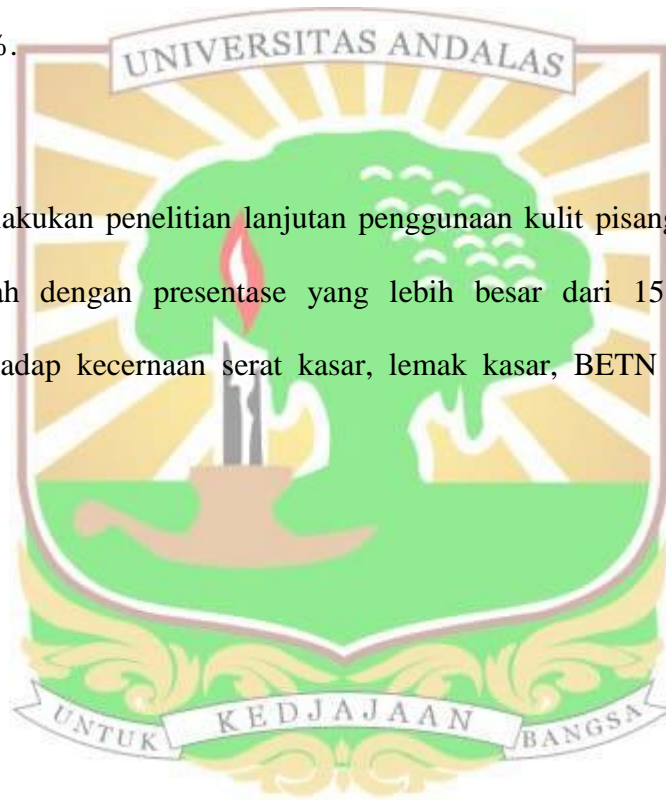 %.
UNIVERSITAS ANDALAS
lakukan penelitian lanjutan penggunaan kulit pisang
ah dengan presentase yang lebih besar dari 15
adap kecernaan serat kasar, lemak kasar, BETN
UNTUK KEDJAJAAN BANGSA